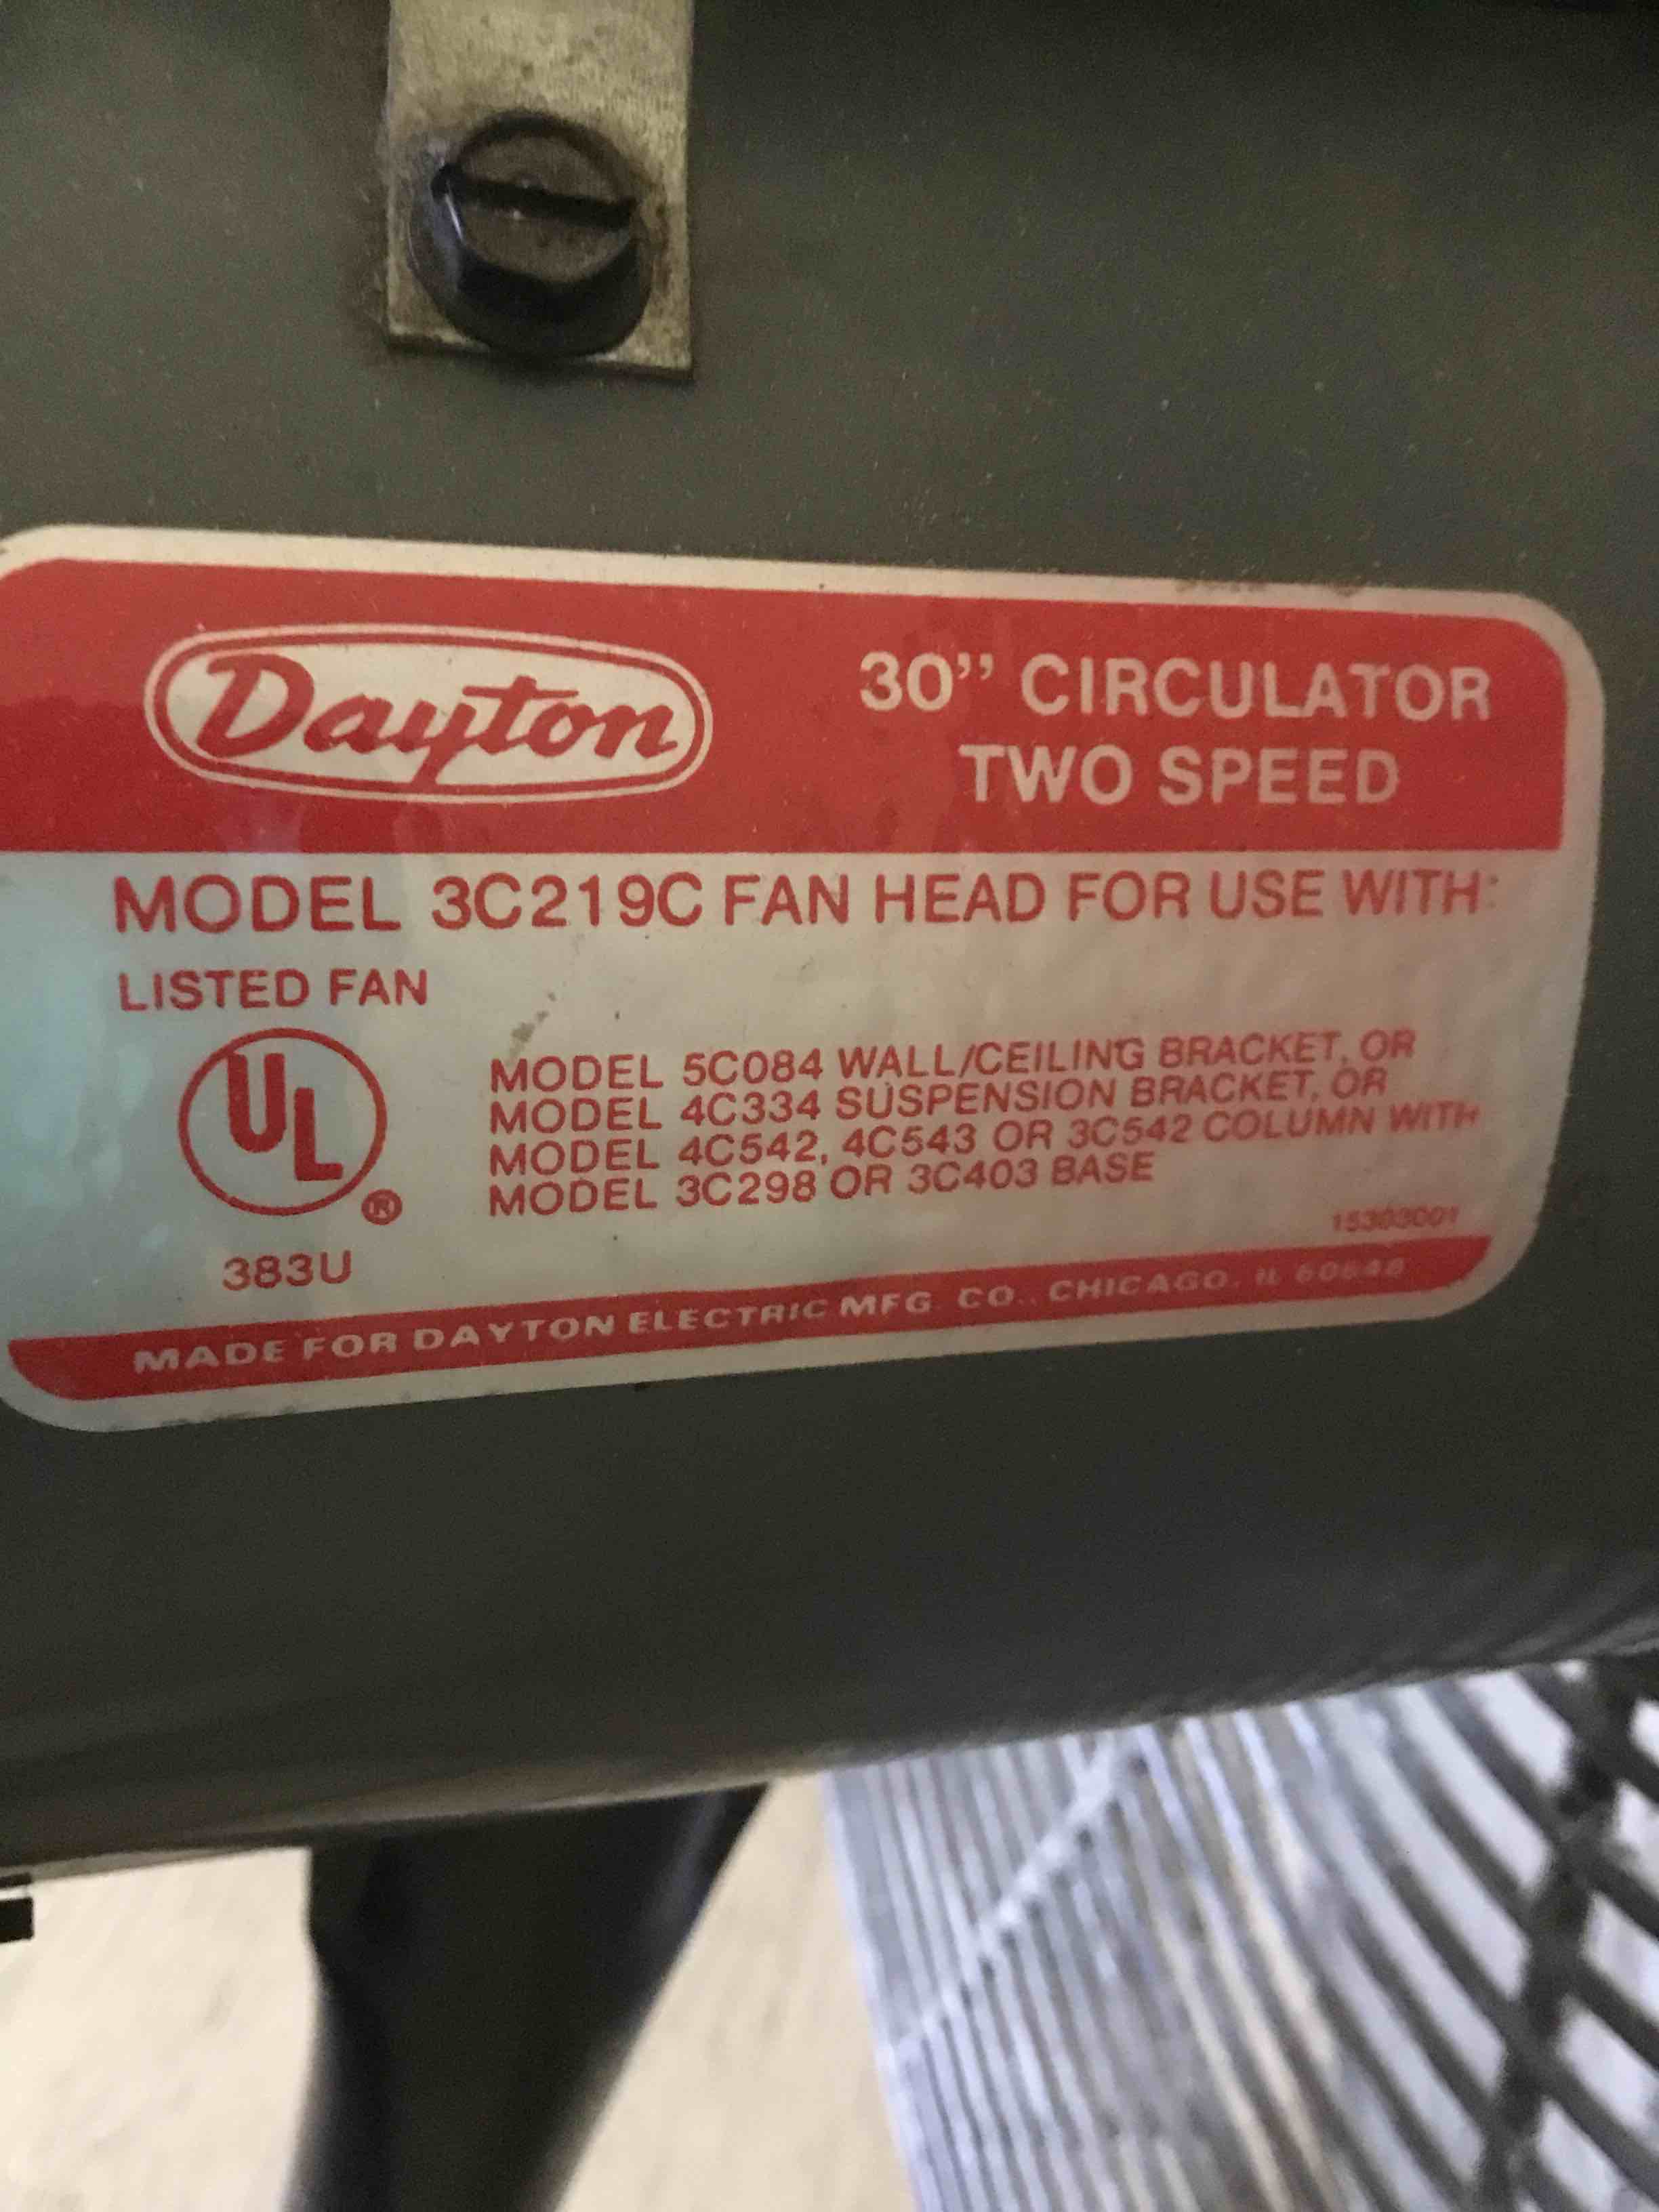 Dayton
30” CIRCULATOR
TWO SPEED
MODEL 3C219C FAN HEAD FOR USE WITH:
LISTED FAN
UL
®
383U
MODEL 5C084 WALL/CEILING BRACKET, OR
MODEL 4C334 SUSPENSION BRACKET, OR
MODEL 4C542, 4C543 OR 3C542 COLUMN WITH
MODEL 3C298 OR 3C403 BASE
15303001
MADE FOR DAYTON ELECTRIC MFG. CO., CHICAGO, IL 60648